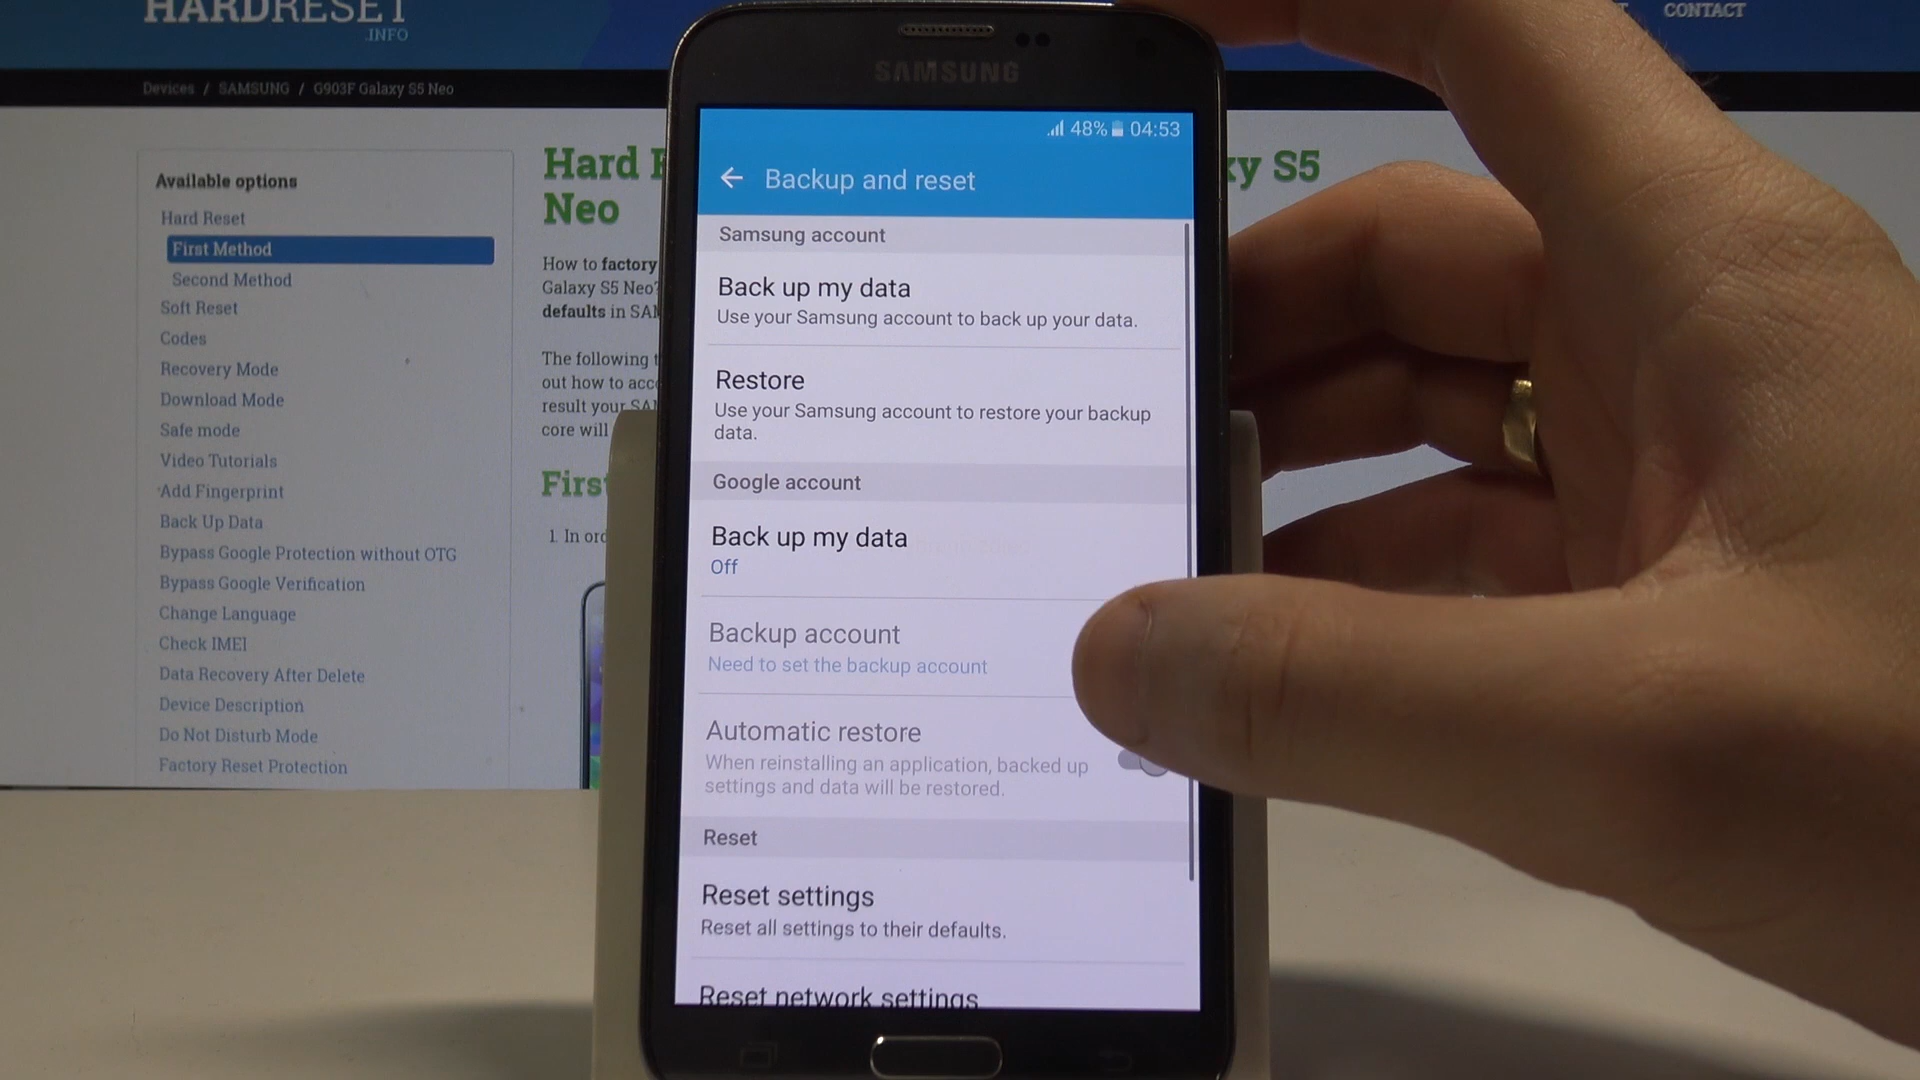 HARDRESET
.INFO
CONTACT
Devices / SAMSUNG / G903F Galaxy S5 Neo
Available options
Hard Reset
First Method
Second Method
Soft Reset
Codes
Recovery Mode
Download Mode
Safe mode
Video Tutorials
Add Fingerprint
Back Up Data
Bypass Google Protection without OTG
Bypass Google Verification
Change Language
Check IMEI
Data Recovery After Delete
Device Description
Do Not Disturb Mode
Factory Reset Protection
Hard
S5
Neo
How to factory
Galaxy S5 Neo?
defaults in
The following
out how to
result your
core will
First
1. In
SAMSUNG
48% 04:53
Backup and reset
Samsung account
Back up my data
Use your Samsung account to back up your data.
Restore
Use your Samsung account to restore your backup
data.
Google account
Back up my data
Off
Backup account
Need to set the backup account
Automatic restore
When reinstalling an application, backed up
settings and data will be restored.
Reset
Reset settings
Reset all settings to their defaults.
Reset network settings